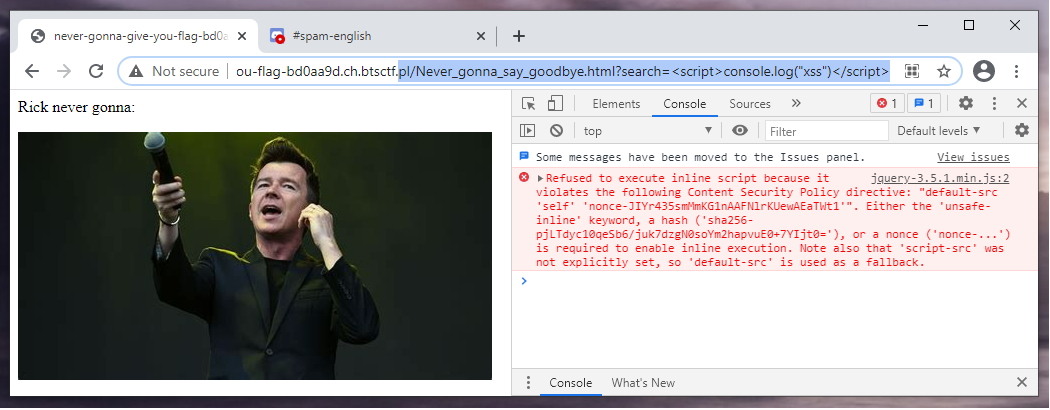 never-gonna-give-you-flag-bd0a
#spam-english
Not secure ou-flag-bd0aa9d.ch.btsctf.pl/Never_gonna_say_goodbye.html?search=<script>console.log("xss")</script>
Rick never gonna:
Elements Console Sources 1 1
top Filter Default levels
Some messages have been moved to the Issues panel. View issues
Refused to execute inline script because it jquery-3.5.1.min.js:2
violates the following Content Security Policy directive: "default-src
'self' 'nonce-JIYr435smMmKG1nAAFNlrKUewAEaTWt1'". Either the 'unsafe-
inline' keyword, a hash ('sha256-
pjLTdyc10qeSb6/juk7dzgN0soYm2hapvuE0+7YIjt0='), or a nonce ('nonce-...')
is required to enable inline execution. Note also that 'script-src' was
not explicitly set, so 'default-src' is used as a fallback.
Console What's New